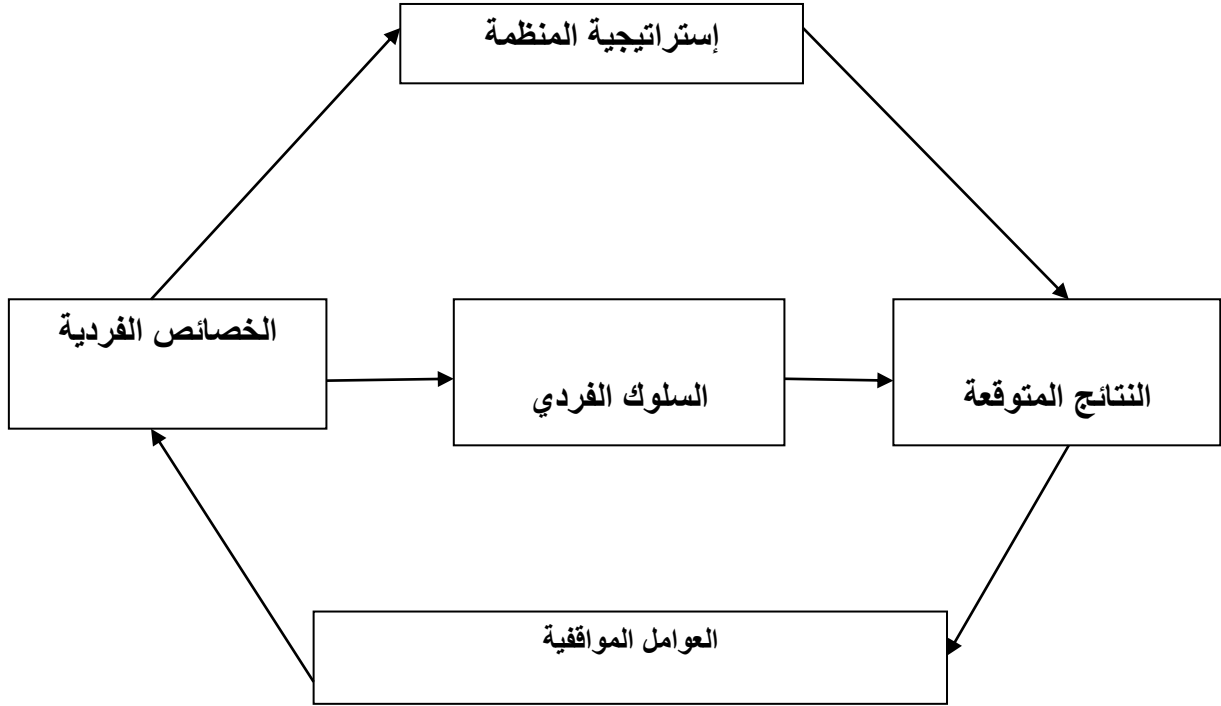 إستراتيجية المنظمة
الخصائص الفردية
السلوك الفردي
النتائج المتوقعة
العوامل المواقفية